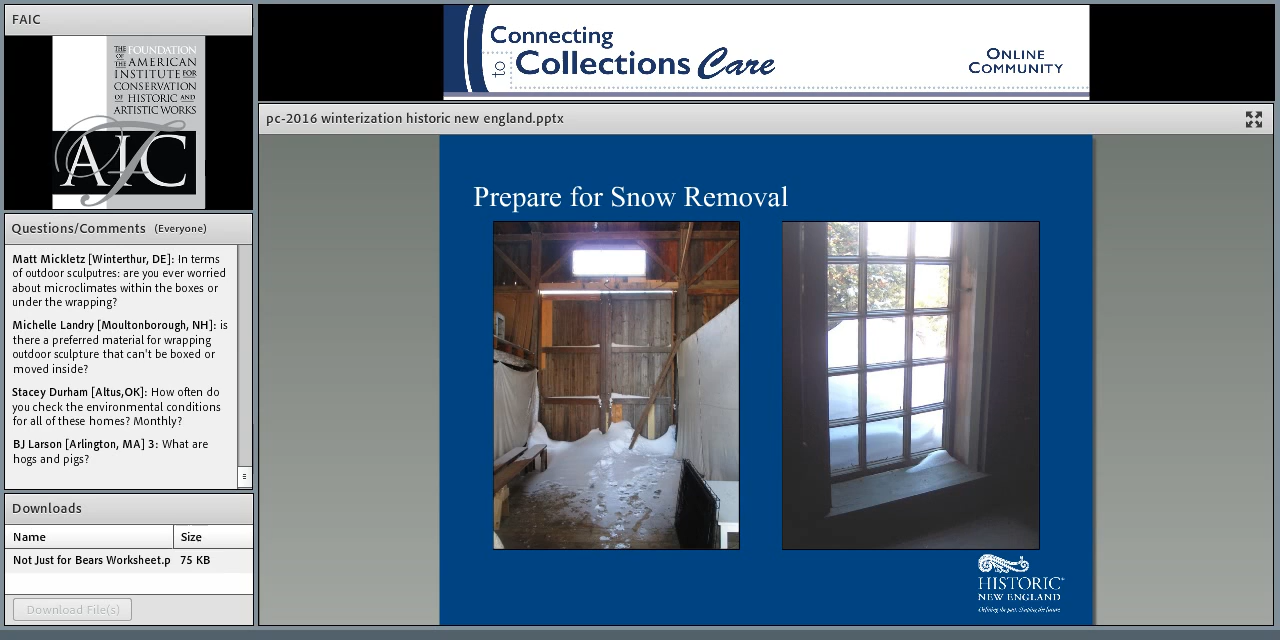 FAIC
THE FOUNDATION
OF THE AMERICAN
INSTITUTE FOR
CONSERVATION
OF HISTORIC AND
ARTISTIC WORKS
AIC
Connecting
to Collections Care
ONLINE
COMMUNITY
Questions/Comments (Everyone)
Matt Mickletz [Winterthur, DE]: In terms
of outdoor sculputres: are you ever worried
about microclimates within the boxes or
under the wrapping?
Michelle Landry [Moultonborough, NH]: is
there a preferred material for wrapping
outdoor sculpture that can't be boxed or
moved inside?
Stacey Durham [Altus,OK]: How often do
you check the environmental conditions
for all of these homes? Monthly?
BJ Larson [Arlington, MA] 3: What are
hogs and pigs?
Downloads
Name Size
Not Just for Bears Worksheet.p 75 KB
Download File(s)
pc-2016 winterization historic new england.pptx
Prepare for Snow Removal
HISTORIC
NEW ENGLAND
Defining the past. Shaping the future.